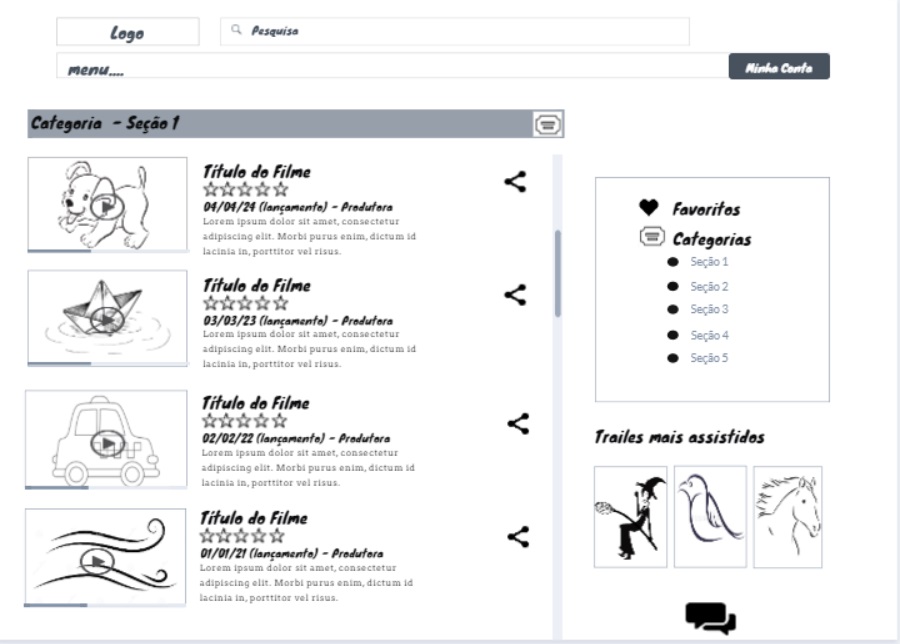 Logo
Pesquisa
menu....
Minha Conta
Categoria - Seção 1
Título do Filme
04/04/24 (lançamento) - Produtora
Lorem ipsum dolor sit amet, consectetur
adipiscing elit. Morbi purus enim, dictum id
lacinia in, porttitor vel risus.
Título do Filme
03/03/23 (lançamento) - Produtora
Lorem ipsum dolor sit amet, consectetur
adipiscing elit. Morbi purus enim, dictum id
lacinia in, porttitor vel risus.
Título do Filme
02/02/22 (lançamento) - Produtora
Lorem ipsum dolor sit amet, consectetur
adipiscing elit. Morbi purus enim, dictum id
lacinia in, porttitor vel risus.
Título do Filme
01/01/21 (lançamento) - Produtora
Lorem ipsum dolor sit amet, consectetur
adipiscing elit. Morbi purus enim, dictum id
lacinia in, porttitor vel risus.
Favoritos
Categorias
Seção 1
Seção 2
Seção 3
Seção 4
Seção 5
Trailes mais assistidos